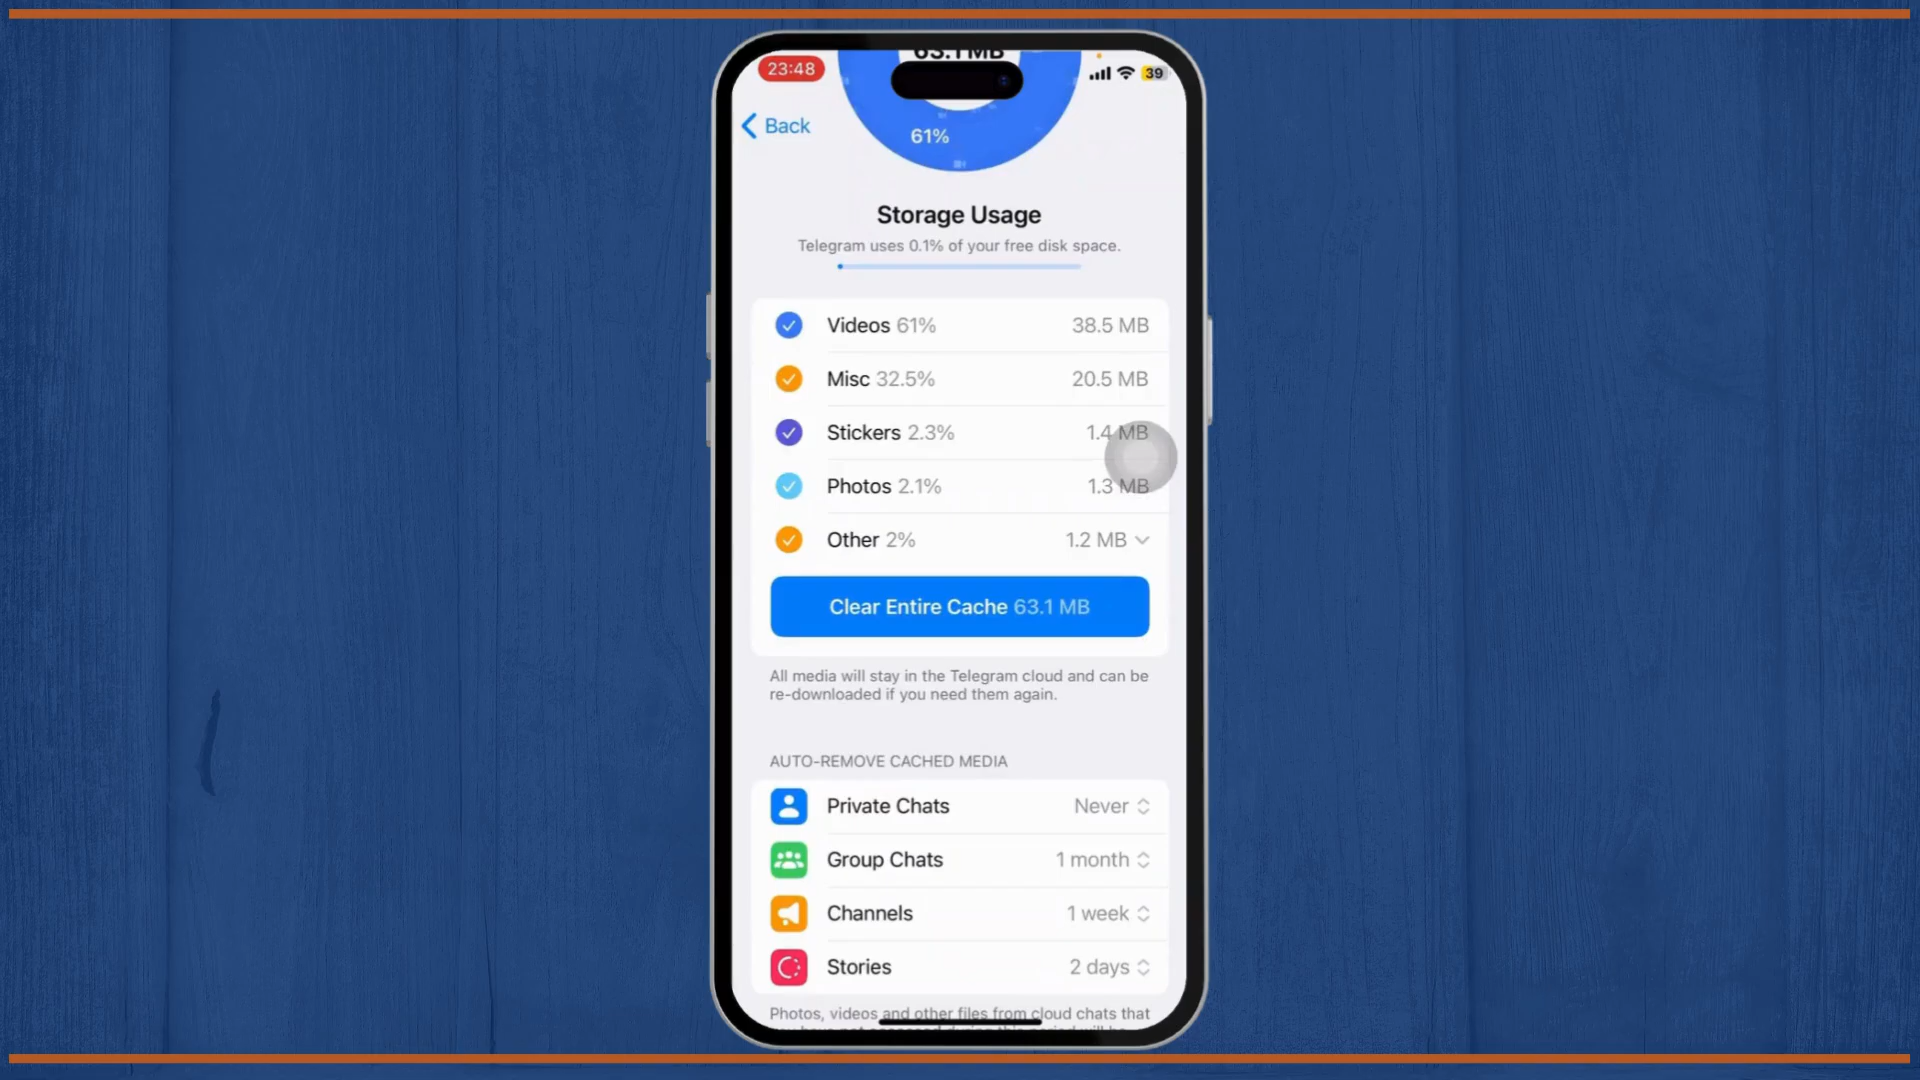 63.1 MB
23:48
39
Back
61%
Storage Usage
Telegram uses 0.1% of your free disk space.
Videos 61% 38.5 MB
Misc 32.5% 20.5 MB
Stickers 2.3% 1.4 MB
Photos 2.1% 1.3 MB
Other 2% 1.2 MB
Clear Entire Cache 63.1 MB
All media will stay in the Telegram cloud and can be
re-downloaded if you need them again.
AUTO-REMOVE CACHED MEDIA
Private Chats Never
Group Chats 1 month
Channels 1 week
Stories 2 days
Photos, videos and other files from cloud chats that